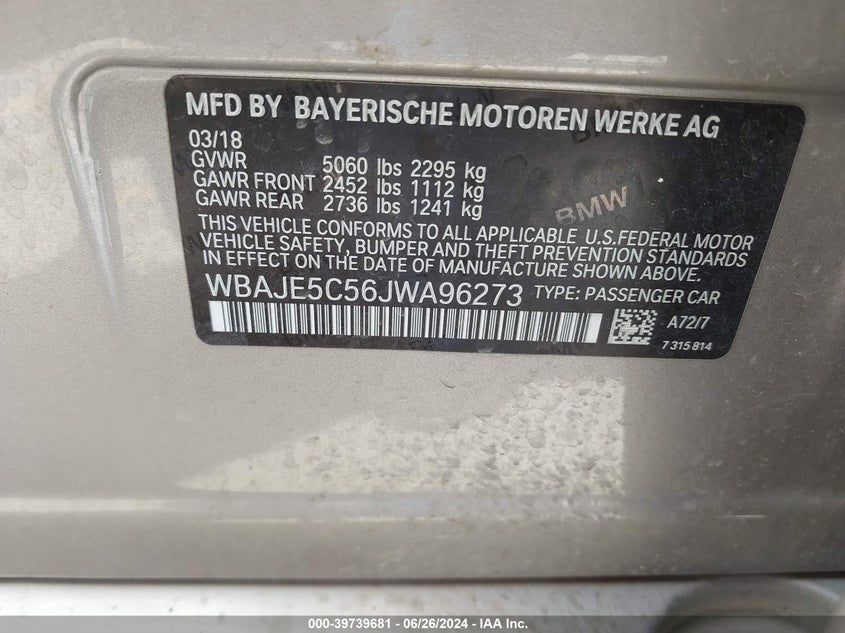 MFD BY BAYERISCHE MOTOREN WERKE AG
03/18
GVWR 5060 lbs 2295 kg
GAWR FRONT 2452 lbs 1112 kg
GAWR REAR 2736 lbs 1241 kg
BMW
THIS VEHICLE CONFORMS TO ALL APPLICABLE U.S.FEDERAL MOTOR
VEHICLE SAFETY, BUMPER AND THEFT PREVENTION STANDARDS
IN EFFECT ON THE DATE OF MANUFACTURE SHOWN ABOVE.
WBAJE5C56JWA96273 TYPE: PASSENGER CAR
A72/7
7 315 814
000-39739681 - 06/26/2024 - IAA Inc.